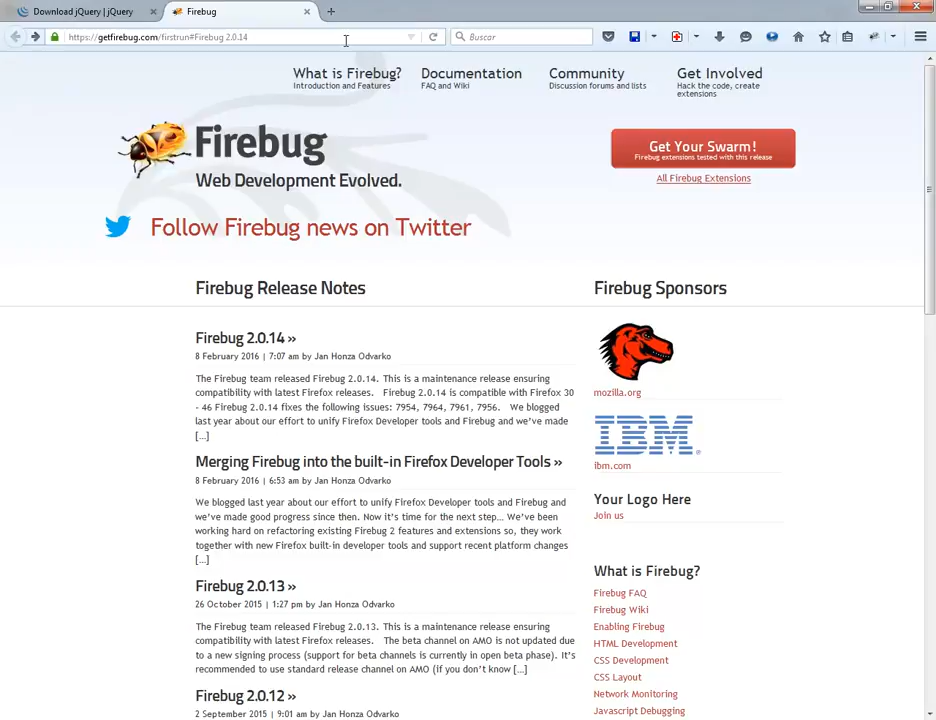 Download jQuery | jQuery
Firebug
https://getfirebug.com/firstrun#Firebug 2.0.14
Buscar
What is Firebug?
Introduction and Features
Documentation
FAQ and Wiki
Community
Discussion forums and lists
Get Involved
Hack the code, create
extensions
Firebug
Web Development Evolved.
Get Your Swarm!
Firebug extensions tested with this release
All Firebug Extensions
Follow Firebug news on Twitter
Firebug Release Notes
Firebug 2.0.14 »
8 February 2016 | 7:07 am by Jan Honza Odvarko
The Firebug team released Firebug 2.0.14. This is a maintenance release ensuring
compatibility with latest Firefox releases. Firebug 2.0.14 is compatible with Firefox 30
- 46 Firebug 2.0.14 fixes the following issues: 7954, 7964, 7961, 7956. We blogged
last year about our effort to unify Firefox Developer tools and Firebug and we've made
[...]
Merging Firebug into the built-in Firefox Developer Tools »
8 February 2016 | 6:53 am by Jan Honza Odvarko
We blogged last year about our effort to unify Firefox Developer tools and Firebug and
we've made good progress since then. Now it's time for the next step... We've been
working hard on refactoring existing Firebug 2 features and extensions so, they work
together with new Firefox built-in developer tools and support recent platform changes
[...]
Firebug 2.0.13 »
26 October 2015 | 1:27 pm by Jan Honza Odvarko
The Firebug team released Firebug 2.0.13. This is a maintenance release ensuring
compatibility with latest Firefox releases. The beta channel on AMO is not updated due
to a new signing process (support for beta channels is currently in open beta phase). It's
recommended to use standard release channel on AMO (if you don't know [...]
Firebug 2.0.12 »
2 September 2015 | 9:01 am by Jan Honza Odvarko
Firebug Sponsors
mozilla.org
IBM
ibm.com
Your Logo Here
Join us
What is Firebug?
Firebug FAQ
Firebug Wiki
Enabling Firebug
HTML Development
CSS Development
CSS Layout
Network Monitoring
Javascript Debugging